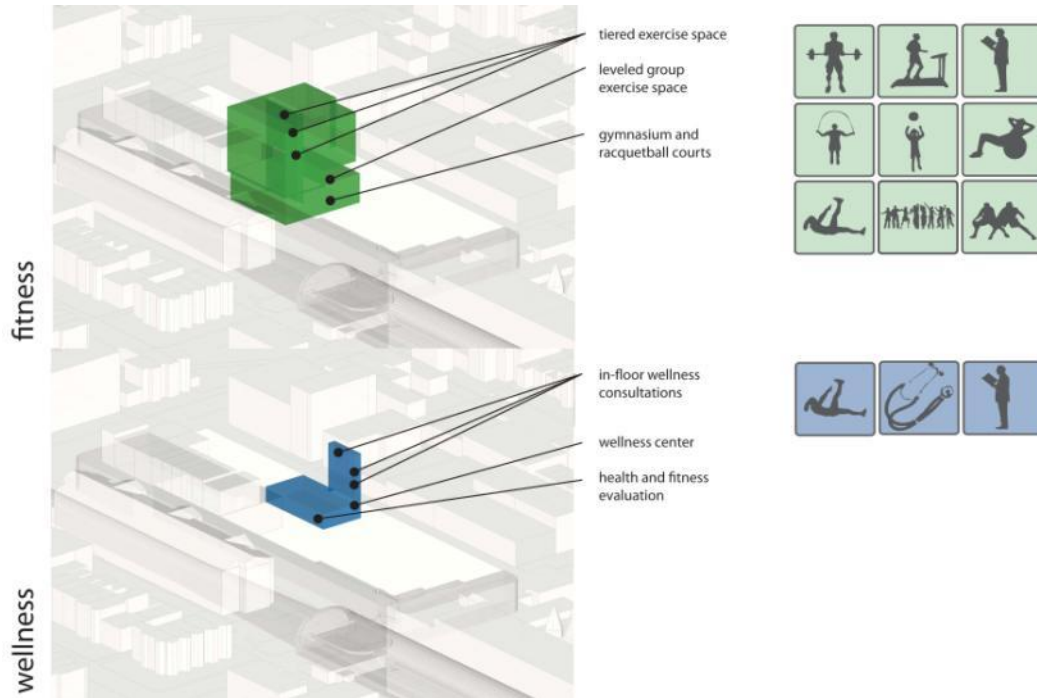 fitness
tiered exercise space
leveled group
exercise space
gymnasium and
racquetball courts
wellness
in-floor wellness
consultations
wellness center
health and fitness
evaluation